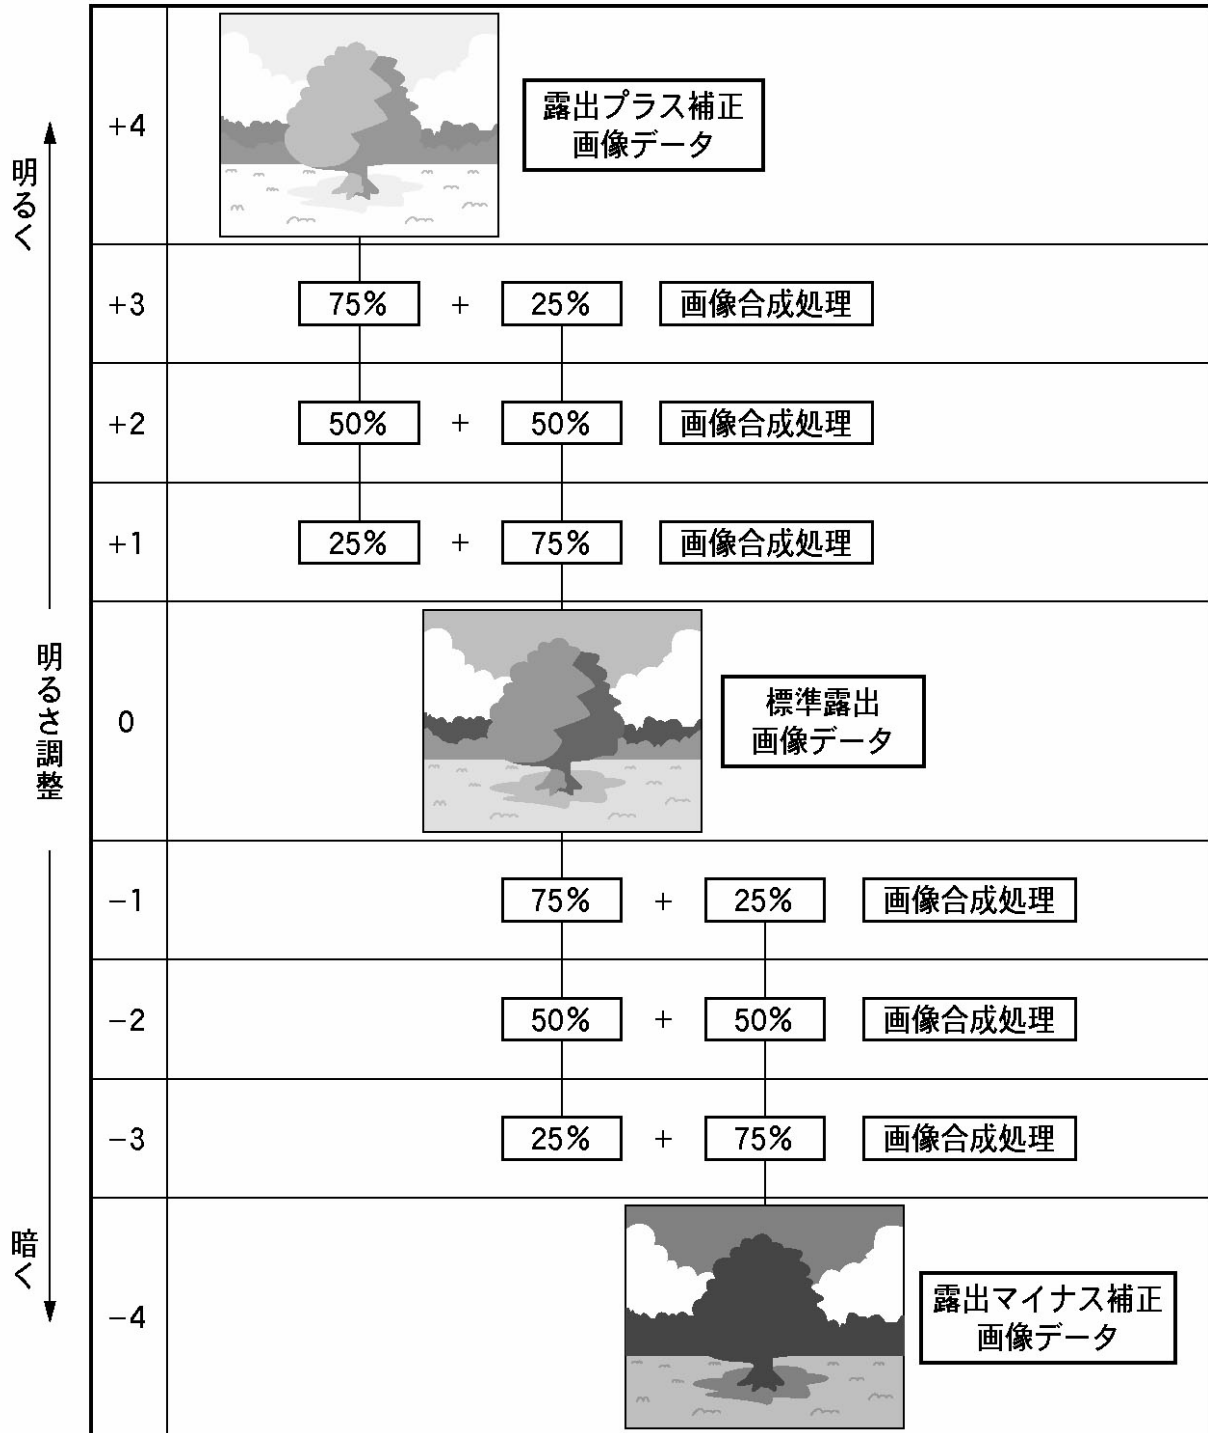 明るく
明るさ調整
暗く
+4
露出プラス補正
画像データ
+3
75% + 25% 画像合成処理
+2
50% + 50% 画像合成処理
+1
25% + 75% 画像合成処理
0
標準露出
画像データ
−1
75% + 25% 画像合成処理
−2
50% + 50% 画像合成処理
−3
25% + 75% 画像合成処理
−4
露出マイナス補正
画像データ